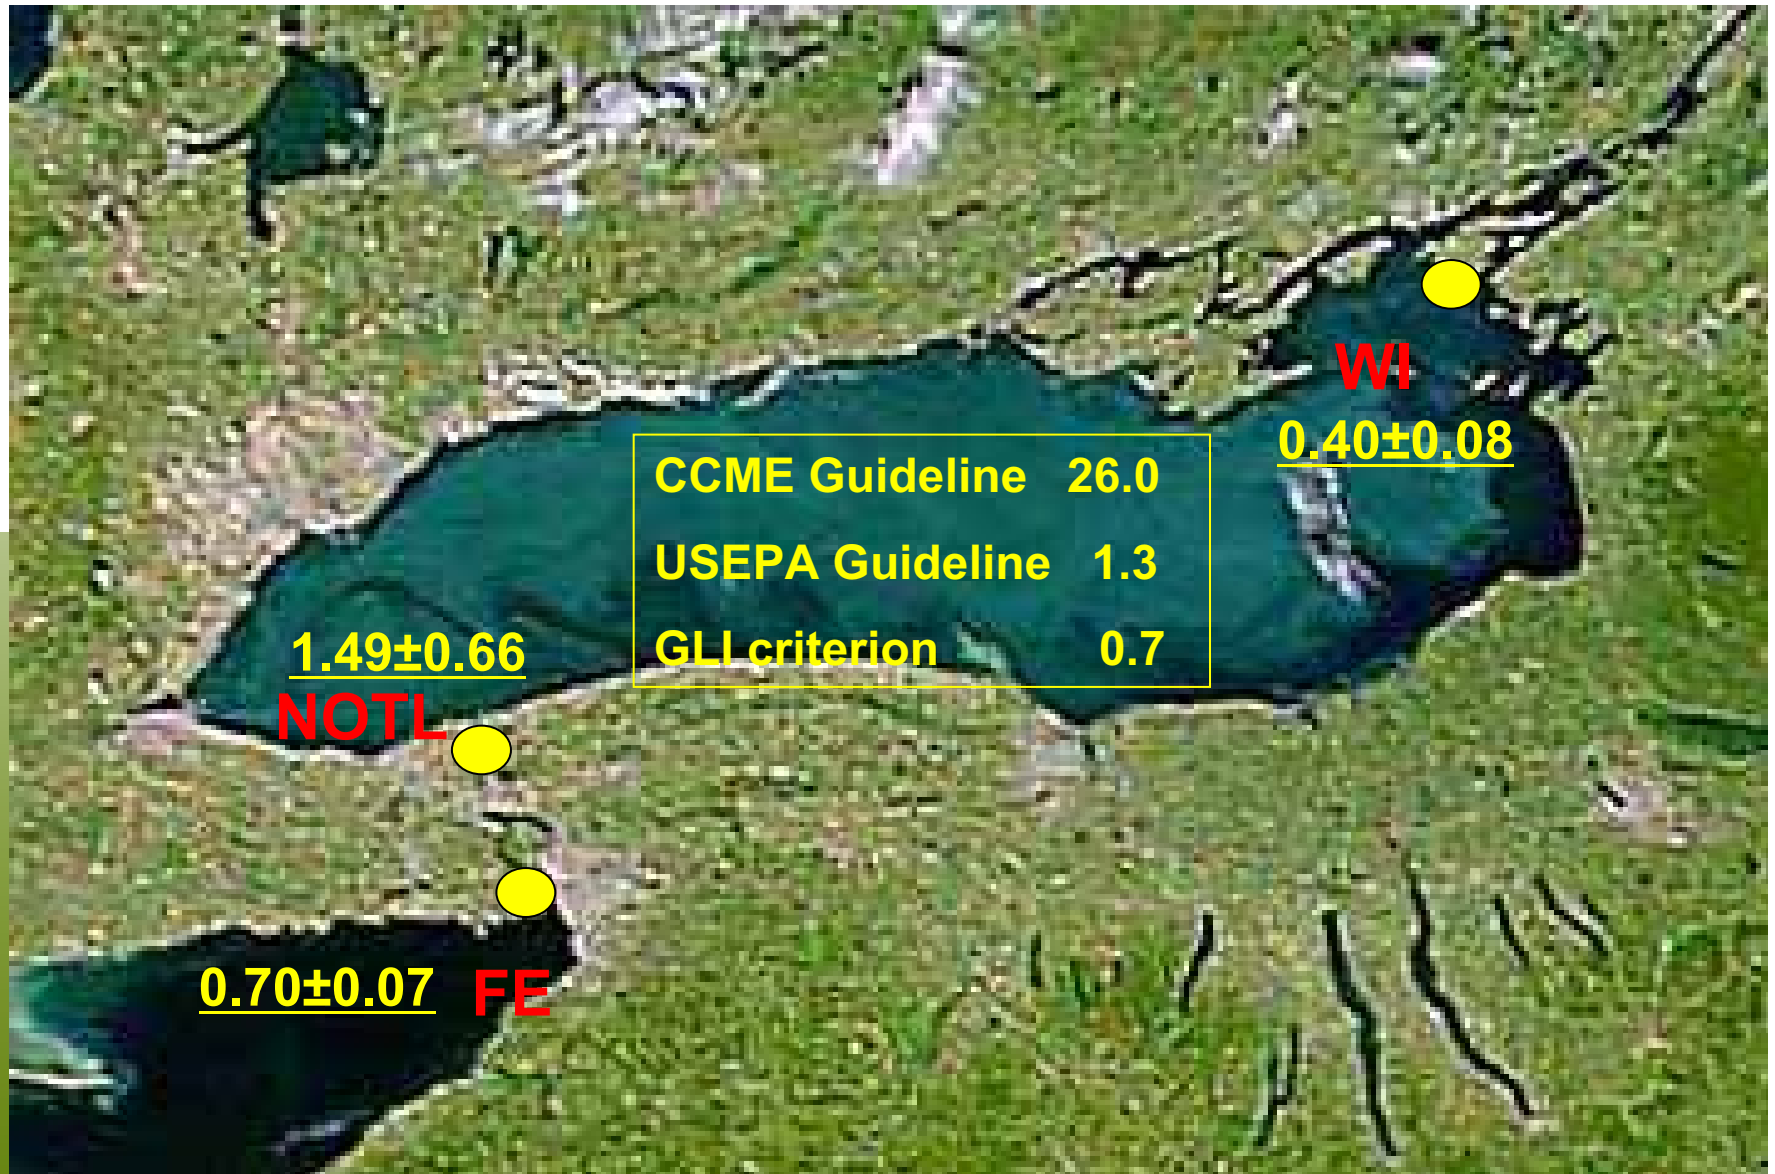 WI
0.40±0.08
CCME Guideline 26.0
USEPA Guideline 1.3
GLI criterion 0.7
1.49±0.66
NOTL
0.70±0.07 FE